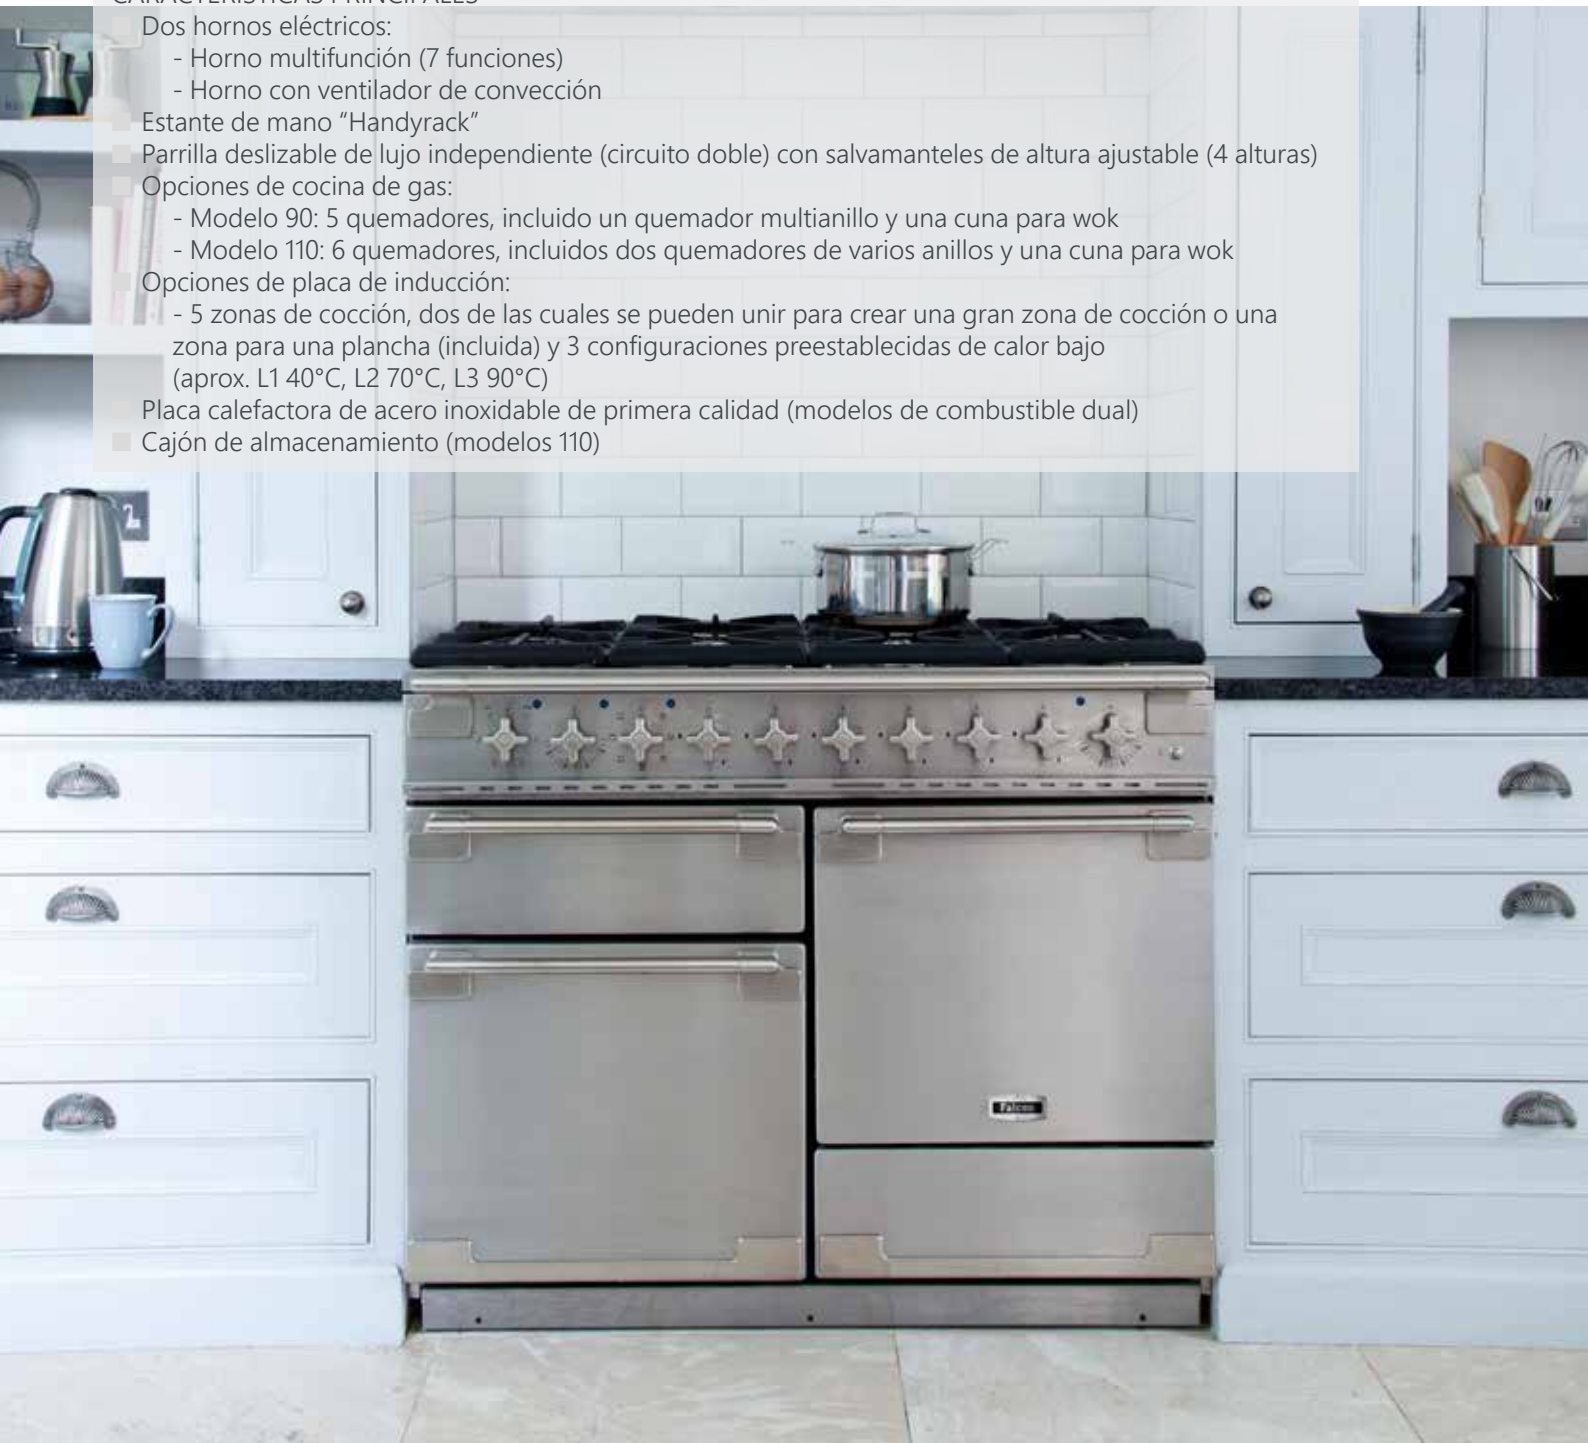 CARACTERÍSTICAS PRINCIPALES
Dos hornos eléctricos:
- Horno multifunción (7 funciones)
- Horno con ventilador de convección
Estante de mano “Handyrack”
Parrilla deslizable de lujo independiente (circuito doble) con salvamanteles de altura ajustable (4 alturas)
Opciones de cocina de gas:
- Modelo 90: 5 quemadores, incluido un quemador multianillo y una cuna para wok
- Modelo 110: 6 quemadores, incluidos dos quemadores de varios anillos y una cuna para wok
Opciones de placa de inducción:
- 5 zonas de cocción, dos de las cuales se pueden unir para crear una gran zona de cocción o una
zona para una plancha (incluida) y 3 configuraciones preestablecidas de calor bajo
(aprox. L1 40°C, L2 70°C, L3 90°C)
Placa calefactora de acero inoxidable de primera calidad (modelos de combustible dual)
Cajón de almacenamiento (modelos 110)
Falcon